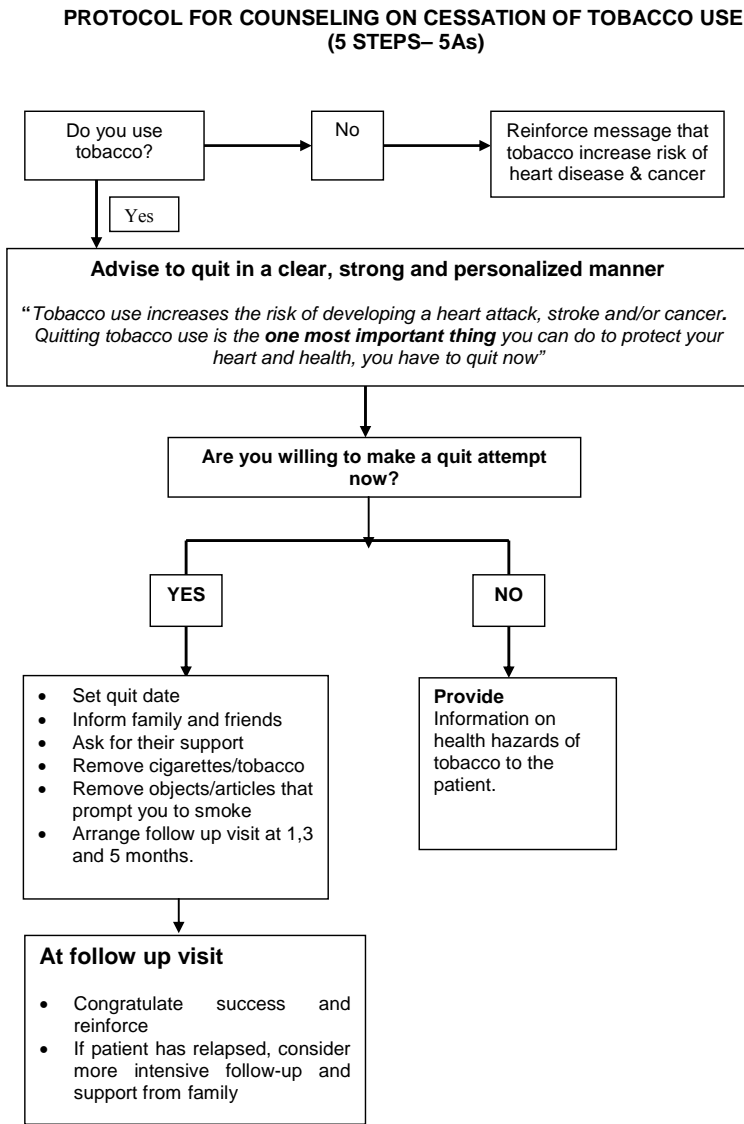 PROTOCOL FOR COUNSELING ON CESSATION OF TOBACCO USE
(5 STEPS– 5As)
Do you use
tobacco?
No
Reinforce message that
tobacco increase risk of
heart disease & cancer
Yes
Advise to quit in a clear, strong and personalized manner
“Tobacco use increases the risk of developing a heart attack, stroke and/or cancer.
Quitting tobacco use is the one most important thing you can do to protect your
heart and health, you have to quit now”
Are you willing to make a quit attempt
now?
YES
NO
• Set quit date
• Inform family and friends
• Ask for their support
• Remove cigarettes/tobacco
• Remove objects/articles that
prompt you to smoke
• Arrange follow up visit at 1,3
and 5 months.
Provide
Information on
health hazards of
tobacco to the
patient.
At follow up visit
• Congratulate success and
reinforce
• If patient has relapsed, consider
more intensive follow-up and
support from family